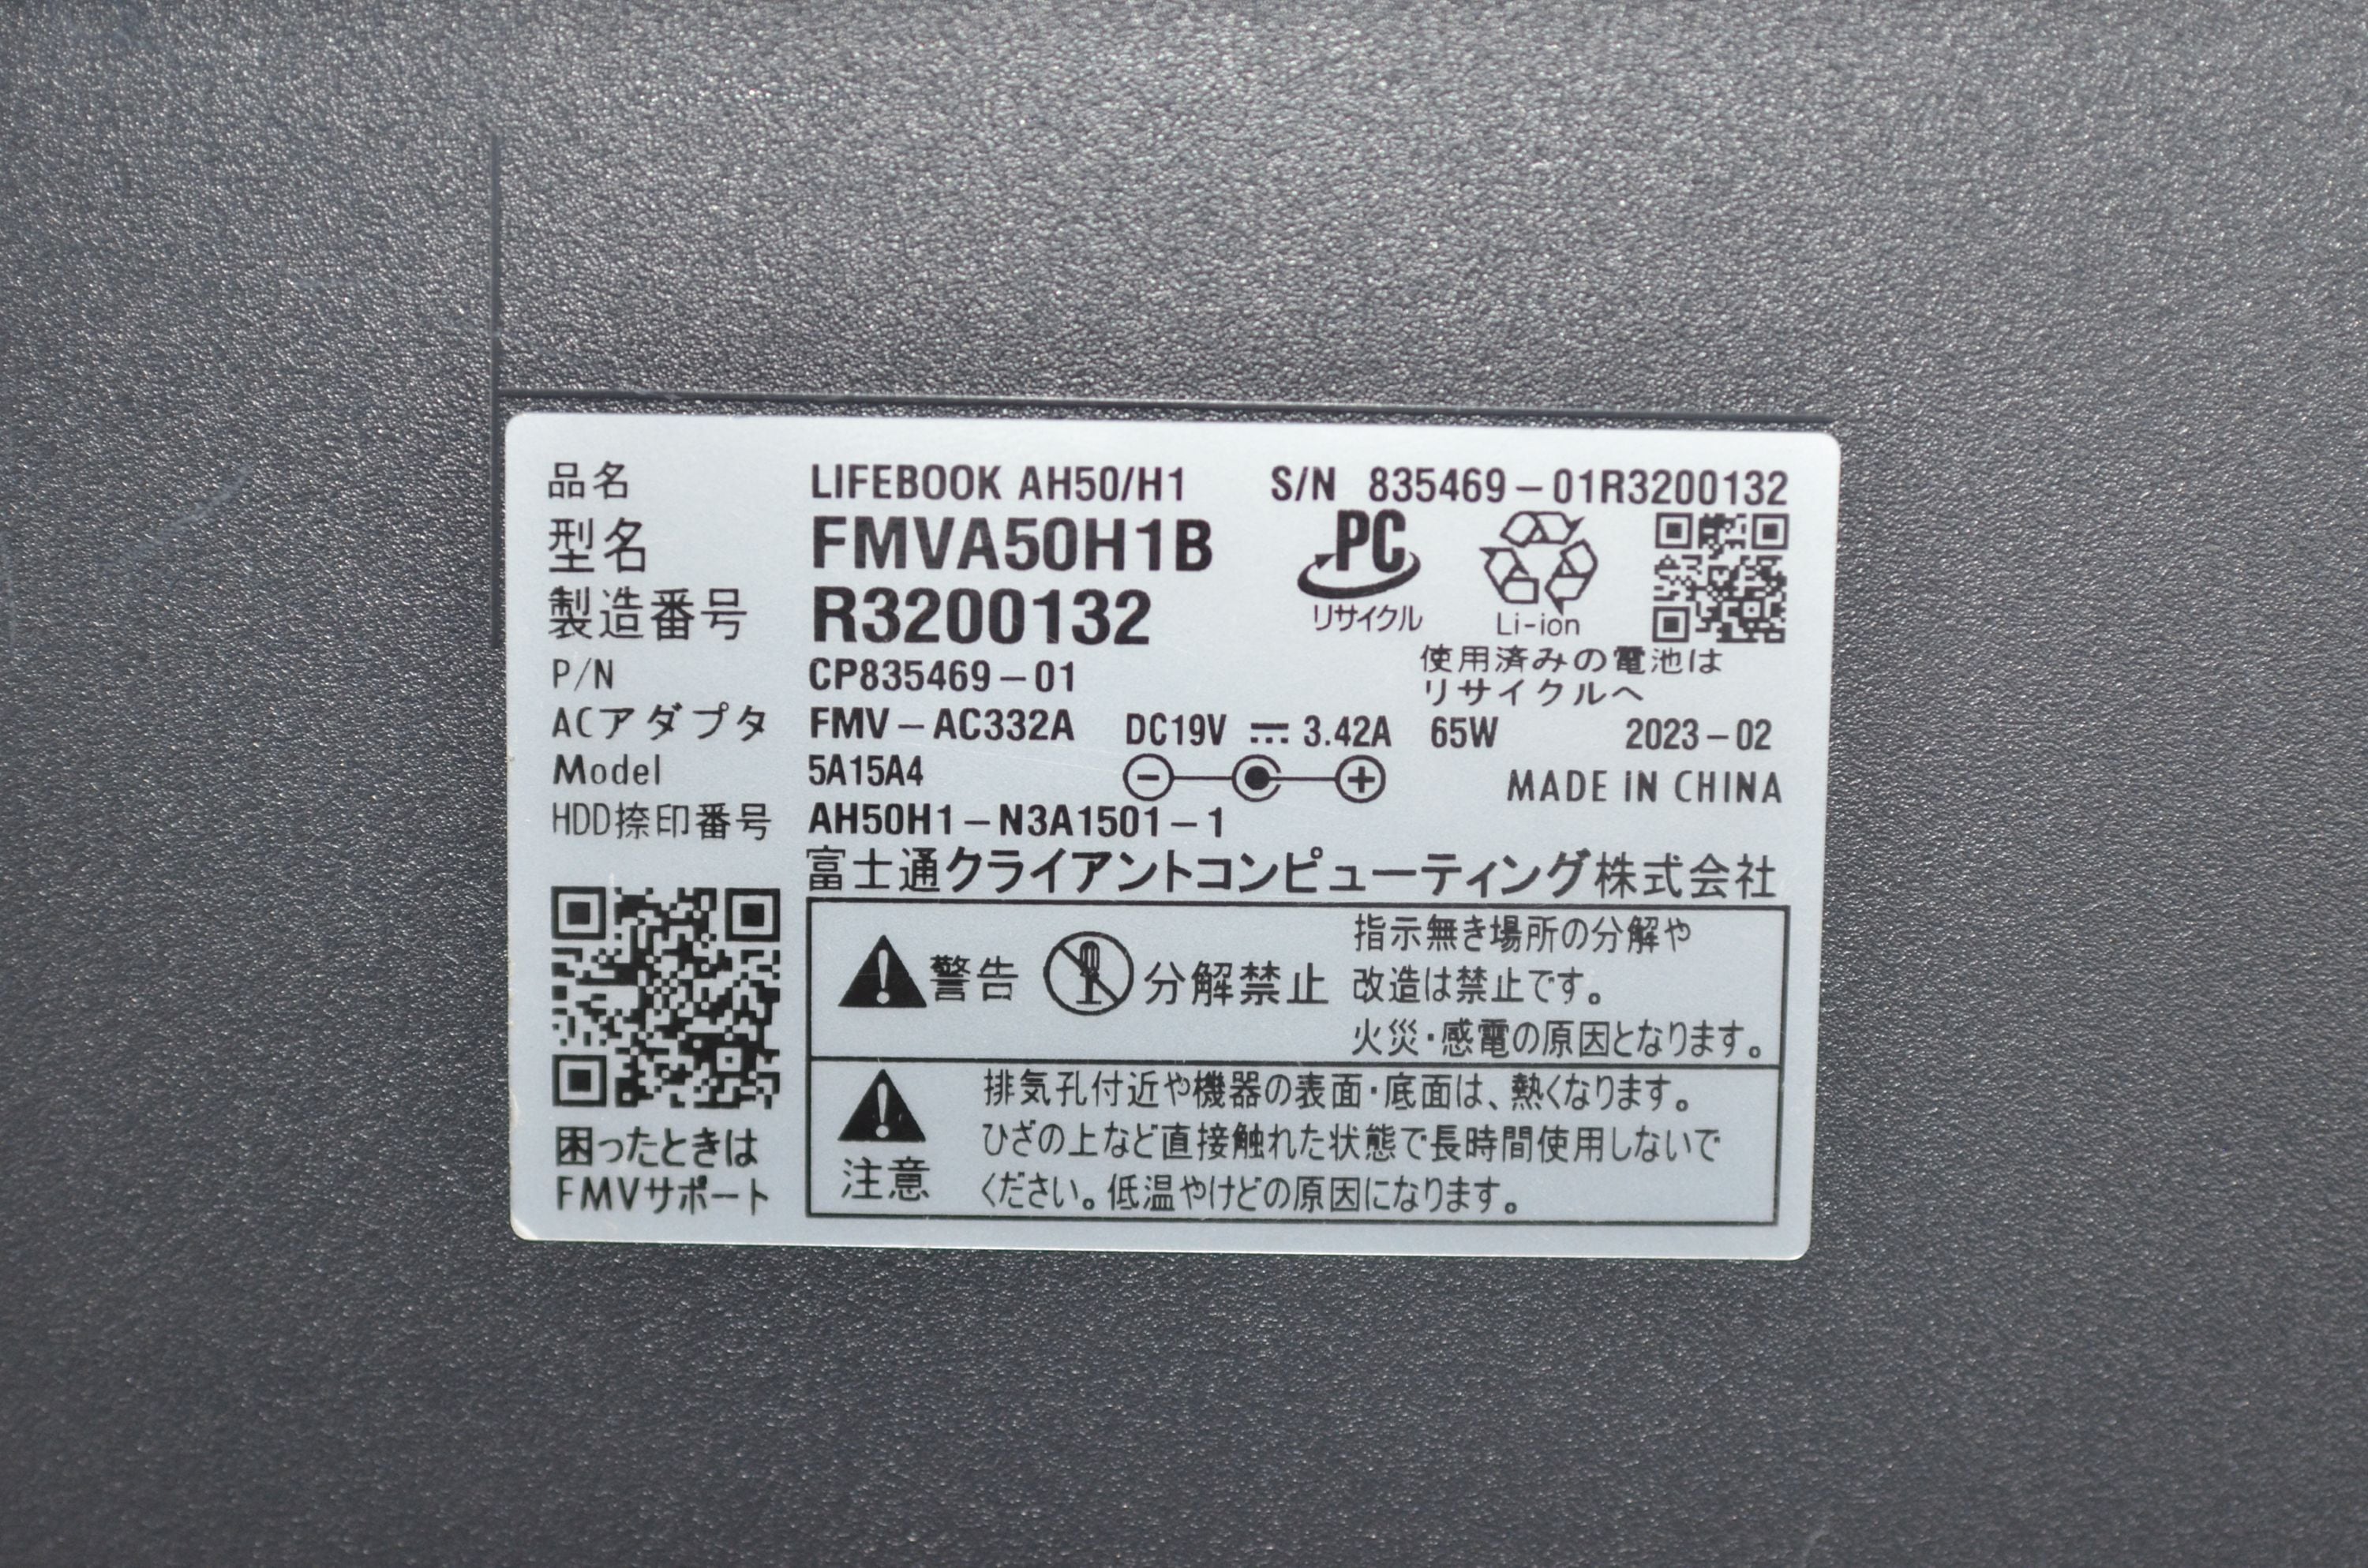 品名 LIFEBOOK AH50/H1 S/N 835469-01R3200132
型名 FMVA50H1B
製造番号 R3200132
PC
リサイクル
Li-ion
使用済みの電池は
リサイクルへ
P/N CP835469-01
ACアダプタ FMV-AC332A DC19V ⎓ 3.42A 65W 2023-02
Model 5A15A4
MADE iN CHINA
HDD捺印番号 AH50H1-N3A1501-1
富士通クライアントコンピューティング株式会社
警告 分解禁止
指示無き場所の分解や
改造は禁止です。
火災・感電の原因となります。
注意
排気孔付近や機器の表面・底面は、熱くなります。
ひざの上など直接触れた状態で長時間使用しないで
ください。低温やけどの原因になります。
困ったときは
FMVサポート